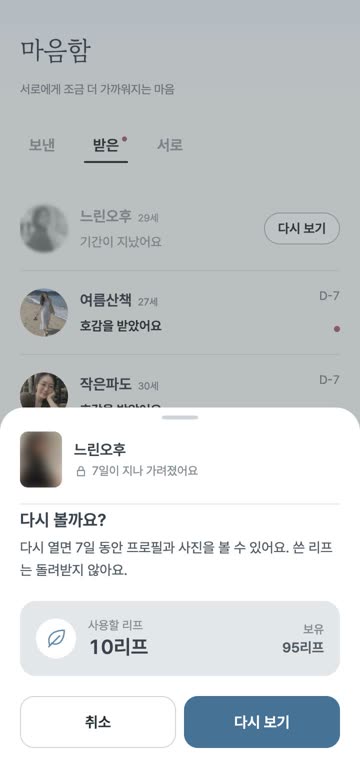 마음함
서로에게 조금 더 가까워지는 마음
보낸 받은 서로
느린오후 29세
기간이 지났어요
다시 보기
여름산책 27세
호감을 받았어요
D-7
작은파도 30세
D-7
느린오후
7일이 지나 가려졌어요
다시 볼까요?
다시 열면 7일 동안 프로필과 사진을 볼 수 있어요. 쓴 리프
는 돌려받지 않아요.
사용할 리프
10리프
보유
95리프
취소
다시 보기